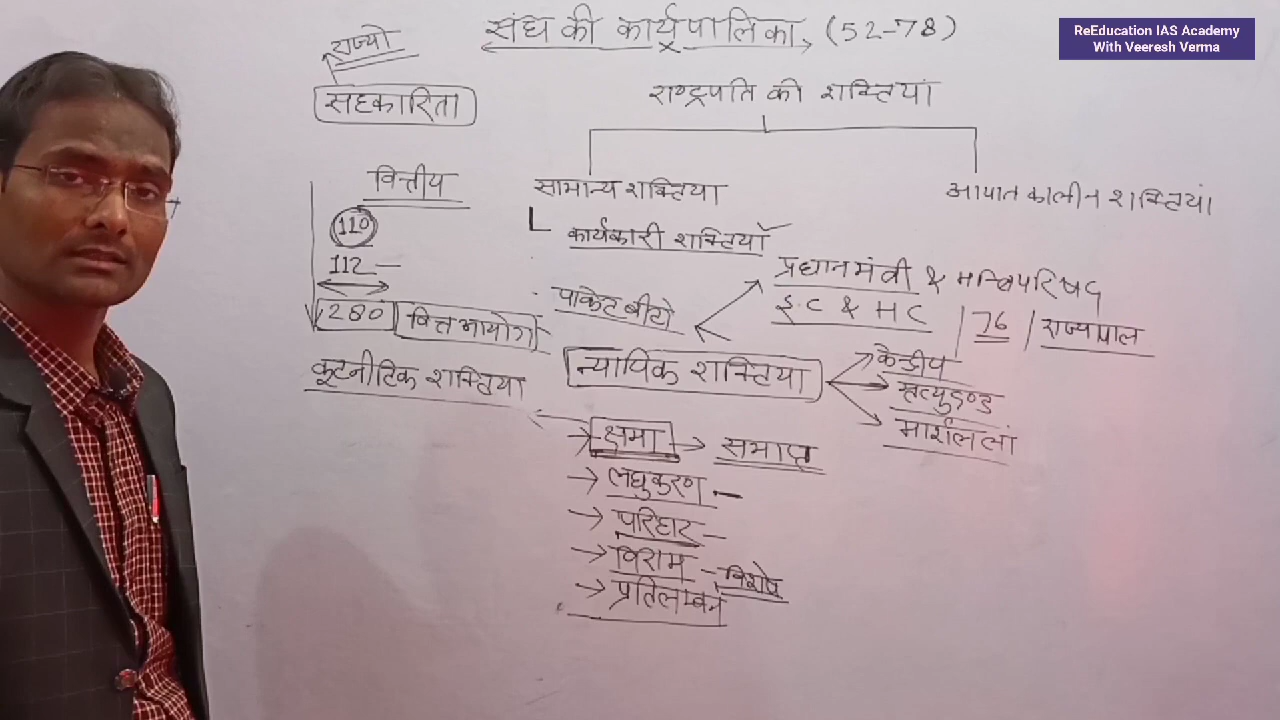 संघ की कार्यपालिका, (52-78)
ReEducation IAS Academy
With Veeresh Verma
राज्यो
सहकारिता
राष्ट्रपति की शक्तियां
वित्तीय
सामान्य शक्तिया
आपात कालीन शक्तियां
110
कार्यकारी शक्तियाँ
112 —
प्रधानमंत्री & मन्त्रिपरिषद
280 वित्त आयोग
पाकेट वीटो
S.C & H C / 76 / राज्यपाल
कूटनीतिक शक्तिया
न्यायिक शक्तिया
केन्द्रीय
मृत्युदण्ड
मार्शल लां
→ क्षमा → समाप्त
→ लघुकरण –
→ परिहार –
→ विराम – विशेष
→ प्रतिलम्बन